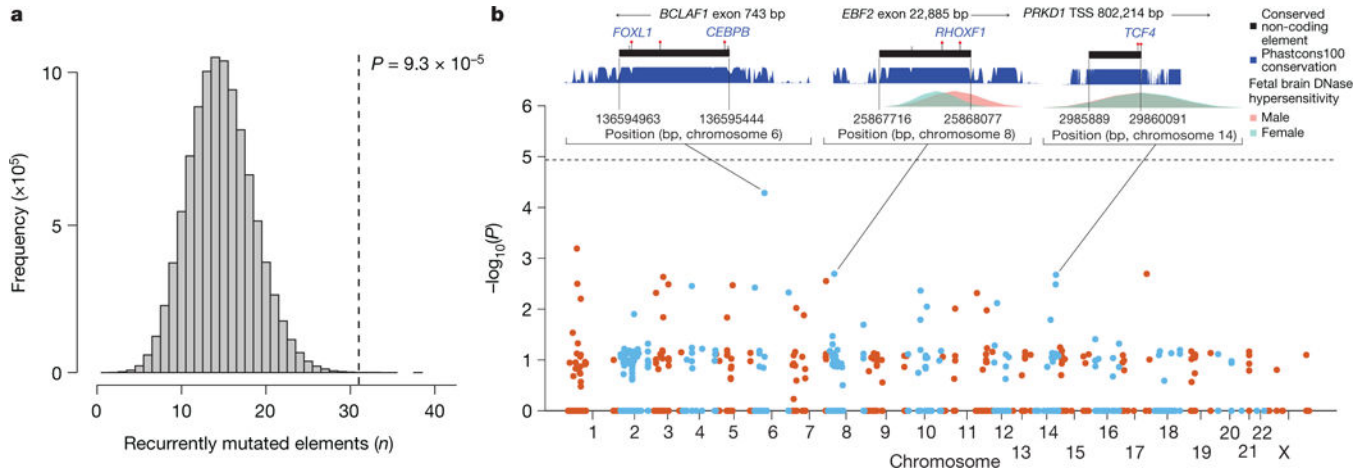 a
P = 9.3 × 10⁻⁵
Frequency (×10⁵)
10
5
0
0 10 20 30 40
Recurrently mutated elements (n)
b
BCLAF1 exon 743 bp
EBF2 exon 22,885 bp
PRKD1 TSS 802,214 bp
FOXL1 CEBPB
RHOXF1
TCF4
Conserved
non-coding
element
Phastcons100
conservation
Fetal brain DNase
hypersensitivity
Male
Female
136594963 136595444
Position (bp, chromosome 6)
25867716 25868077
Position (bp, chromosome 8)
29859889 29860091
Position (bp, chromosome 14)
–log₁₀(P)
6
5
4
3
2
1
0
1 2 3 4 5 6 7 8 9 10 11 12 13 14 15 16 17 18 19 20 21 22 X
Chromosome